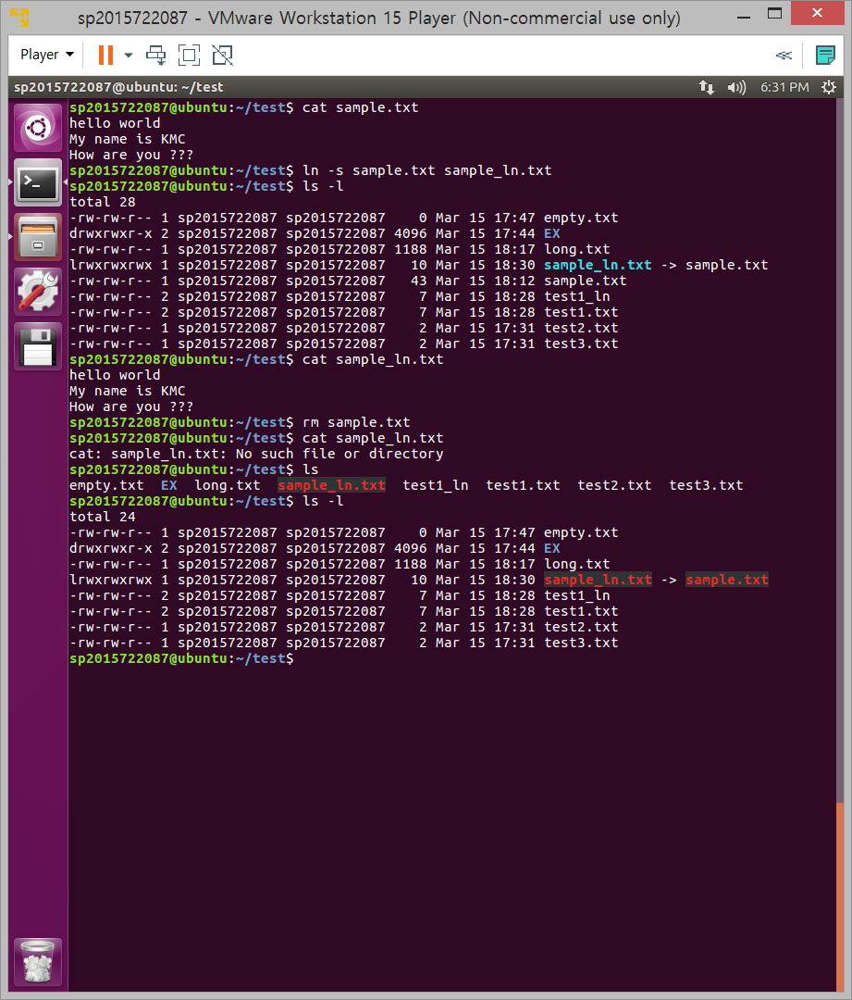 sp2015722087 - VMware Workstation 15 Player (Non-commercial use only)
Player
sp2015722087@ubuntu: ~/test 6:31 PM
sp2015722087@ubuntu:~/test$ cat sample.txt
hello world
My name is KMC
How are you ???
sp2015722087@ubuntu:~/test$ ln -s sample.txt sample_ln.txt
sp2015722087@ubuntu:~/test$ ls -l
total 28
-rw-rw-r-- 1 sp2015722087 sp2015722087    0 Mar 15 17:47 empty.txt
drwxrwxr-x 2 sp2015722087 sp2015722087 4096 Mar 15 17:44 EX
-rw-rw-r-- 1 sp2015722087 sp2015722087 1188 Mar 15 18:17 long.txt
lrwxrwxrwx 1 sp2015722087 sp2015722087   10 Mar 15 18:30 sample_ln.txt -> sample.txt
-rw-rw-r-- 1 sp2015722087 sp2015722087   43 Mar 15 18:12 sample.txt
-rw-rw-r-- 2 sp2015722087 sp2015722087    7 Mar 15 18:28 test1_ln
-rw-rw-r-- 2 sp2015722087 sp2015722087    7 Mar 15 18:28 test1.txt
-rw-rw-r-- 1 sp2015722087 sp2015722087    2 Mar 15 17:31 test2.txt
-rw-rw-r-- 1 sp2015722087 sp2015722087    2 Mar 15 17:31 test3.txt
sp2015722087@ubuntu:~/test$ cat sample_ln.txt
hello world
My name is KMC
How are you ???
sp2015722087@ubuntu:~/test$ rm sample.txt
sp2015722087@ubuntu:~/test$ cat sample_ln.txt
cat: sample_ln.txt: No such file or directory
sp2015722087@ubuntu:~/test$ ls
empty.txt  EX  long.txt  sample_ln.txt  test1_ln  test1.txt  test2.txt  test3.txt
sp2015722087@ubuntu:~/test$ ls -l
total 24
-rw-rw-r-- 1 sp2015722087 sp2015722087    0 Mar 15 17:47 empty.txt
drwxrwxr-x 2 sp2015722087 sp2015722087 4096 Mar 15 17:44 EX
-rw-rw-r-- 1 sp2015722087 sp2015722087 1188 Mar 15 18:17 long.txt
lrwxrwxrwx 1 sp2015722087 sp2015722087   10 Mar 15 18:30 sample_ln.txt -> sample.txt
-rw-rw-r-- 2 sp2015722087 sp2015722087    7 Mar 15 18:28 test1_ln
-rw-rw-r-- 2 sp2015722087 sp2015722087    7 Mar 15 18:28 test1.txt
-rw-rw-r-- 1 sp2015722087 sp2015722087    2 Mar 15 17:31 test2.txt
-rw-rw-r-- 1 sp2015722087 sp2015722087    2 Mar 15 17:31 test3.txt
sp2015722087@ubuntu:~/test$